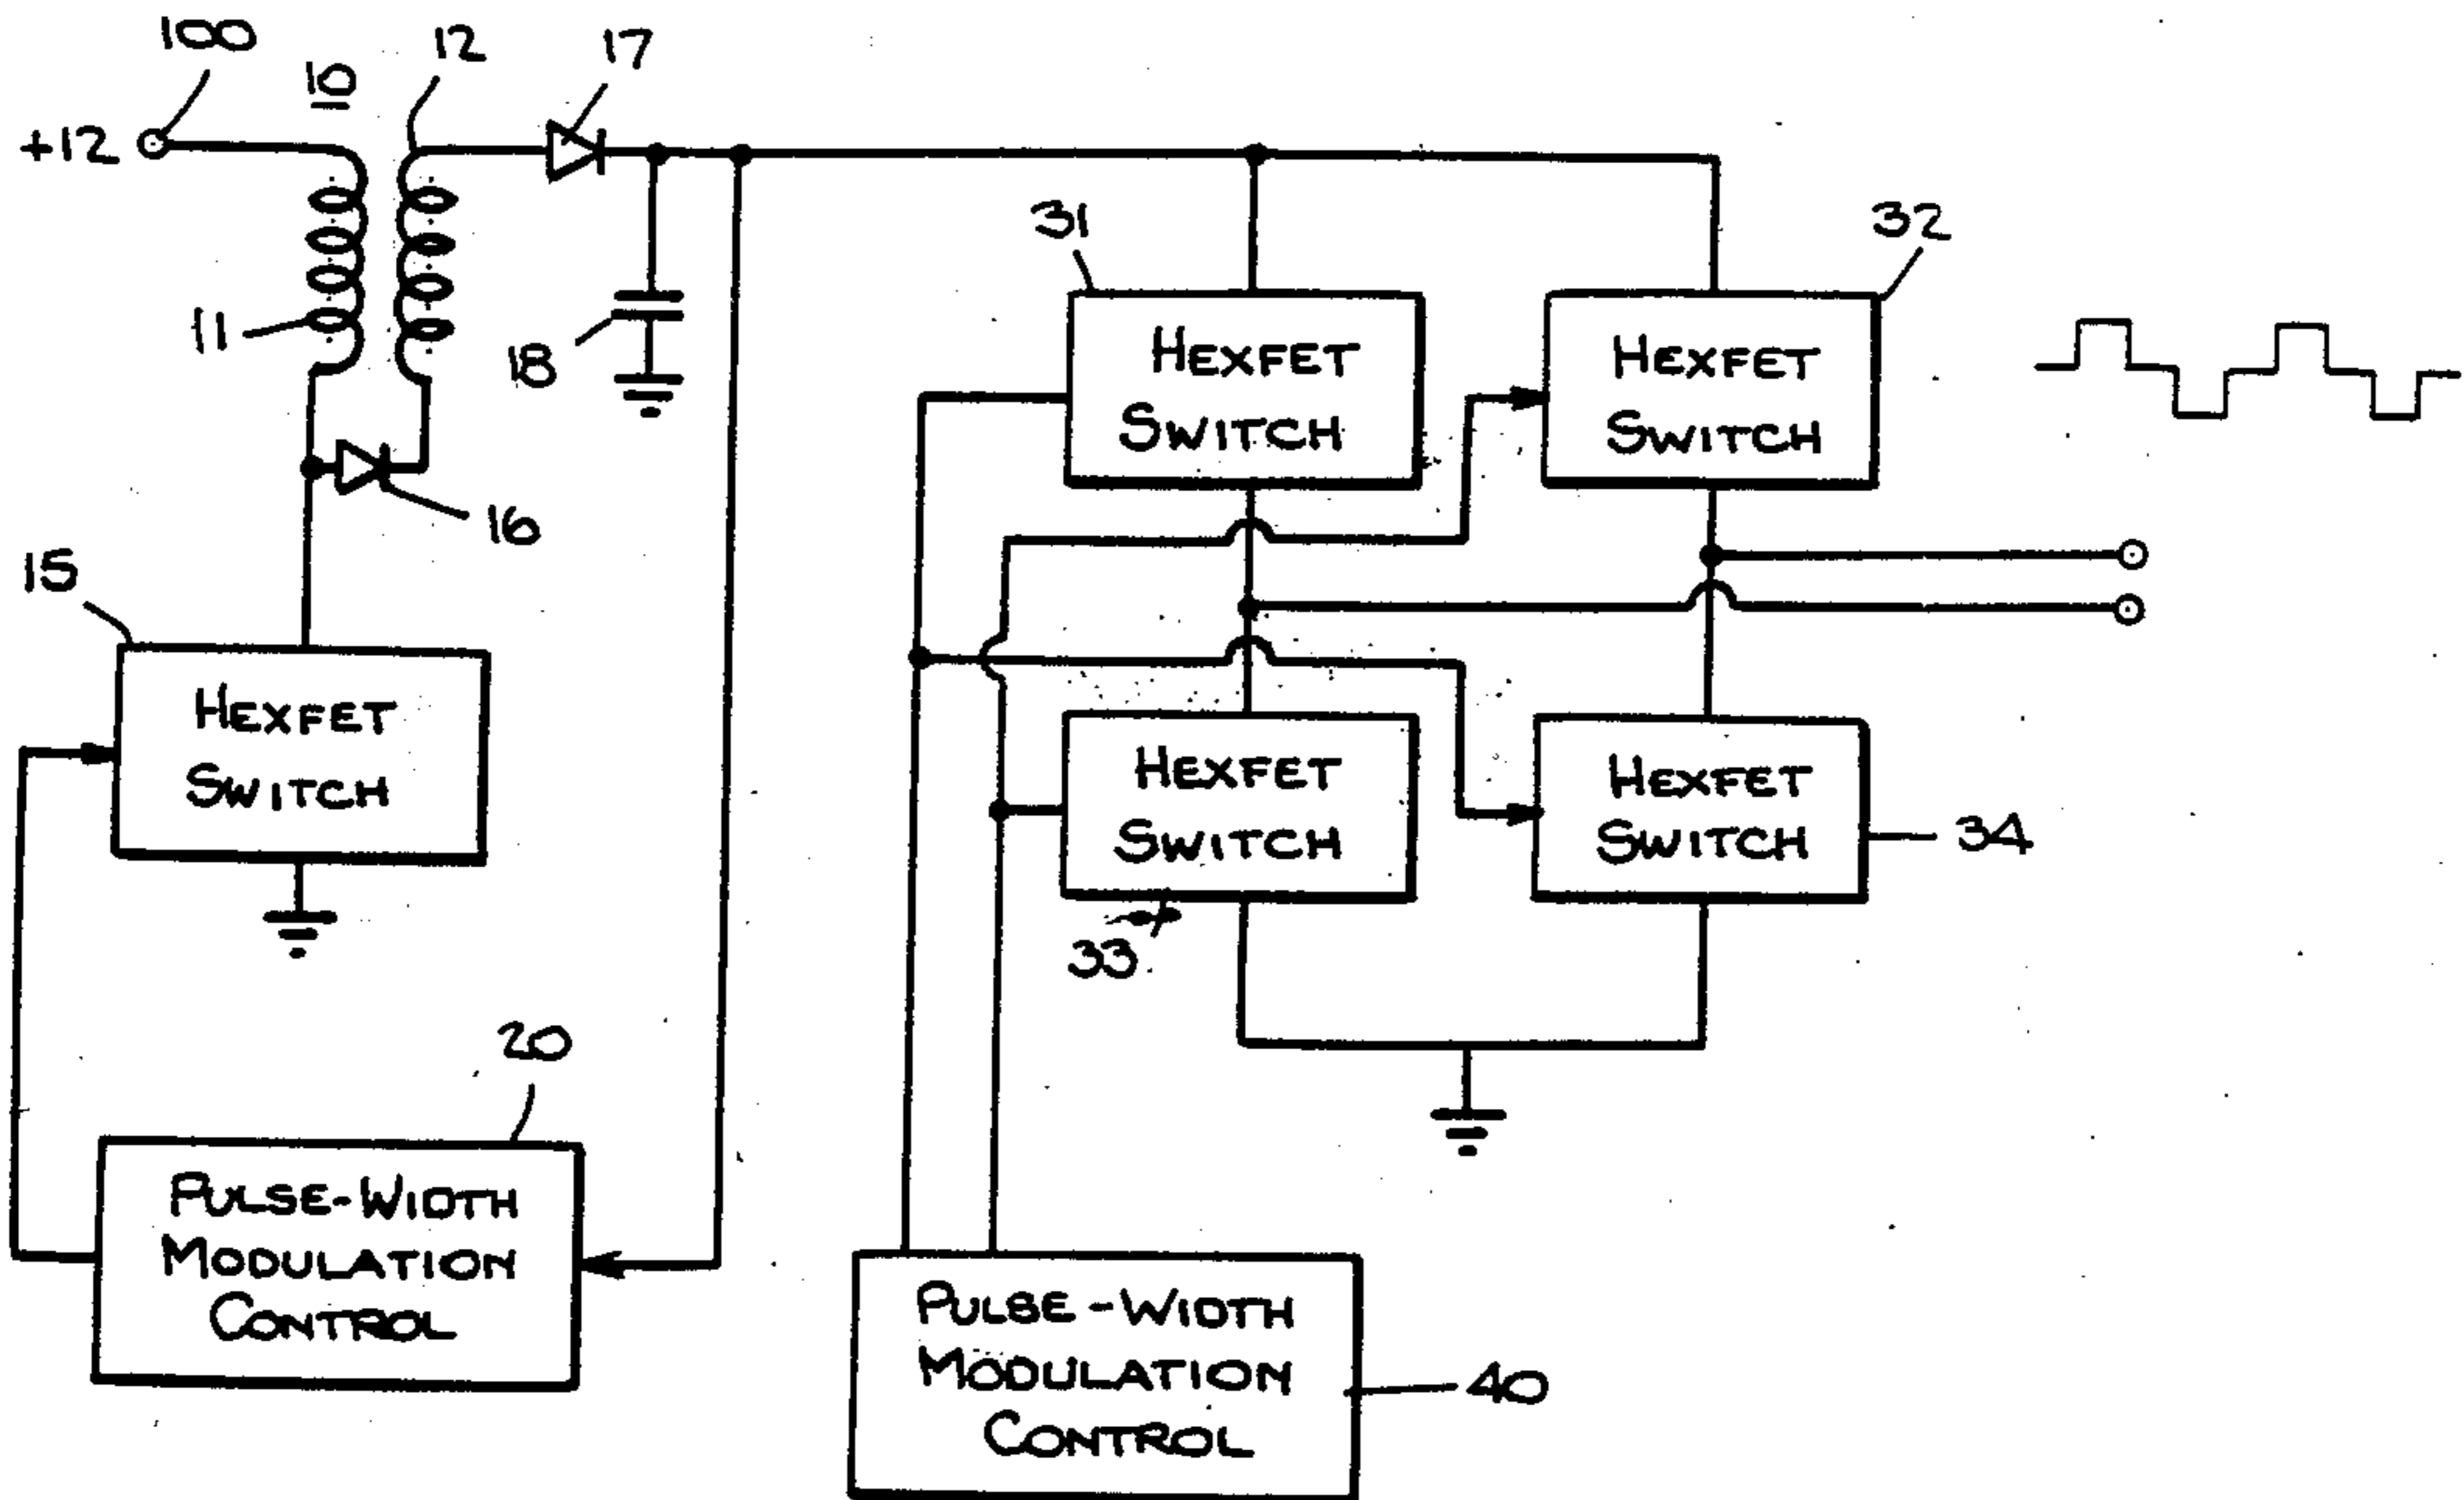 100
10
12
17
+12
11
18
31
32
HEXFET
SWITCH
HEXFET
SWITCH
16
15
HEXFET
SWITCH
HEXFET
SWITCH
HEXFET
SWITCH
33
34
20
PULSE-WIDTH
MODULATION
CONTROL
PULSE-WIDTH
MODULATION
CONTROL
40